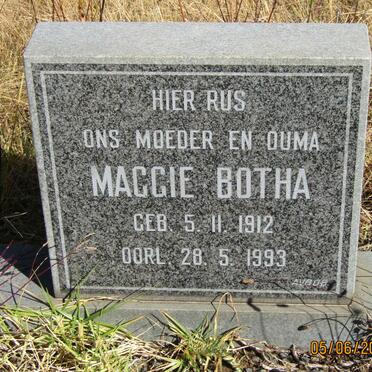 HIER RUS
ONS MOEDER EN OUMA
MAGGIE BOTHA
GEB. 5. 11. 1912
OORL. 28. 5. 1993
05/06/20